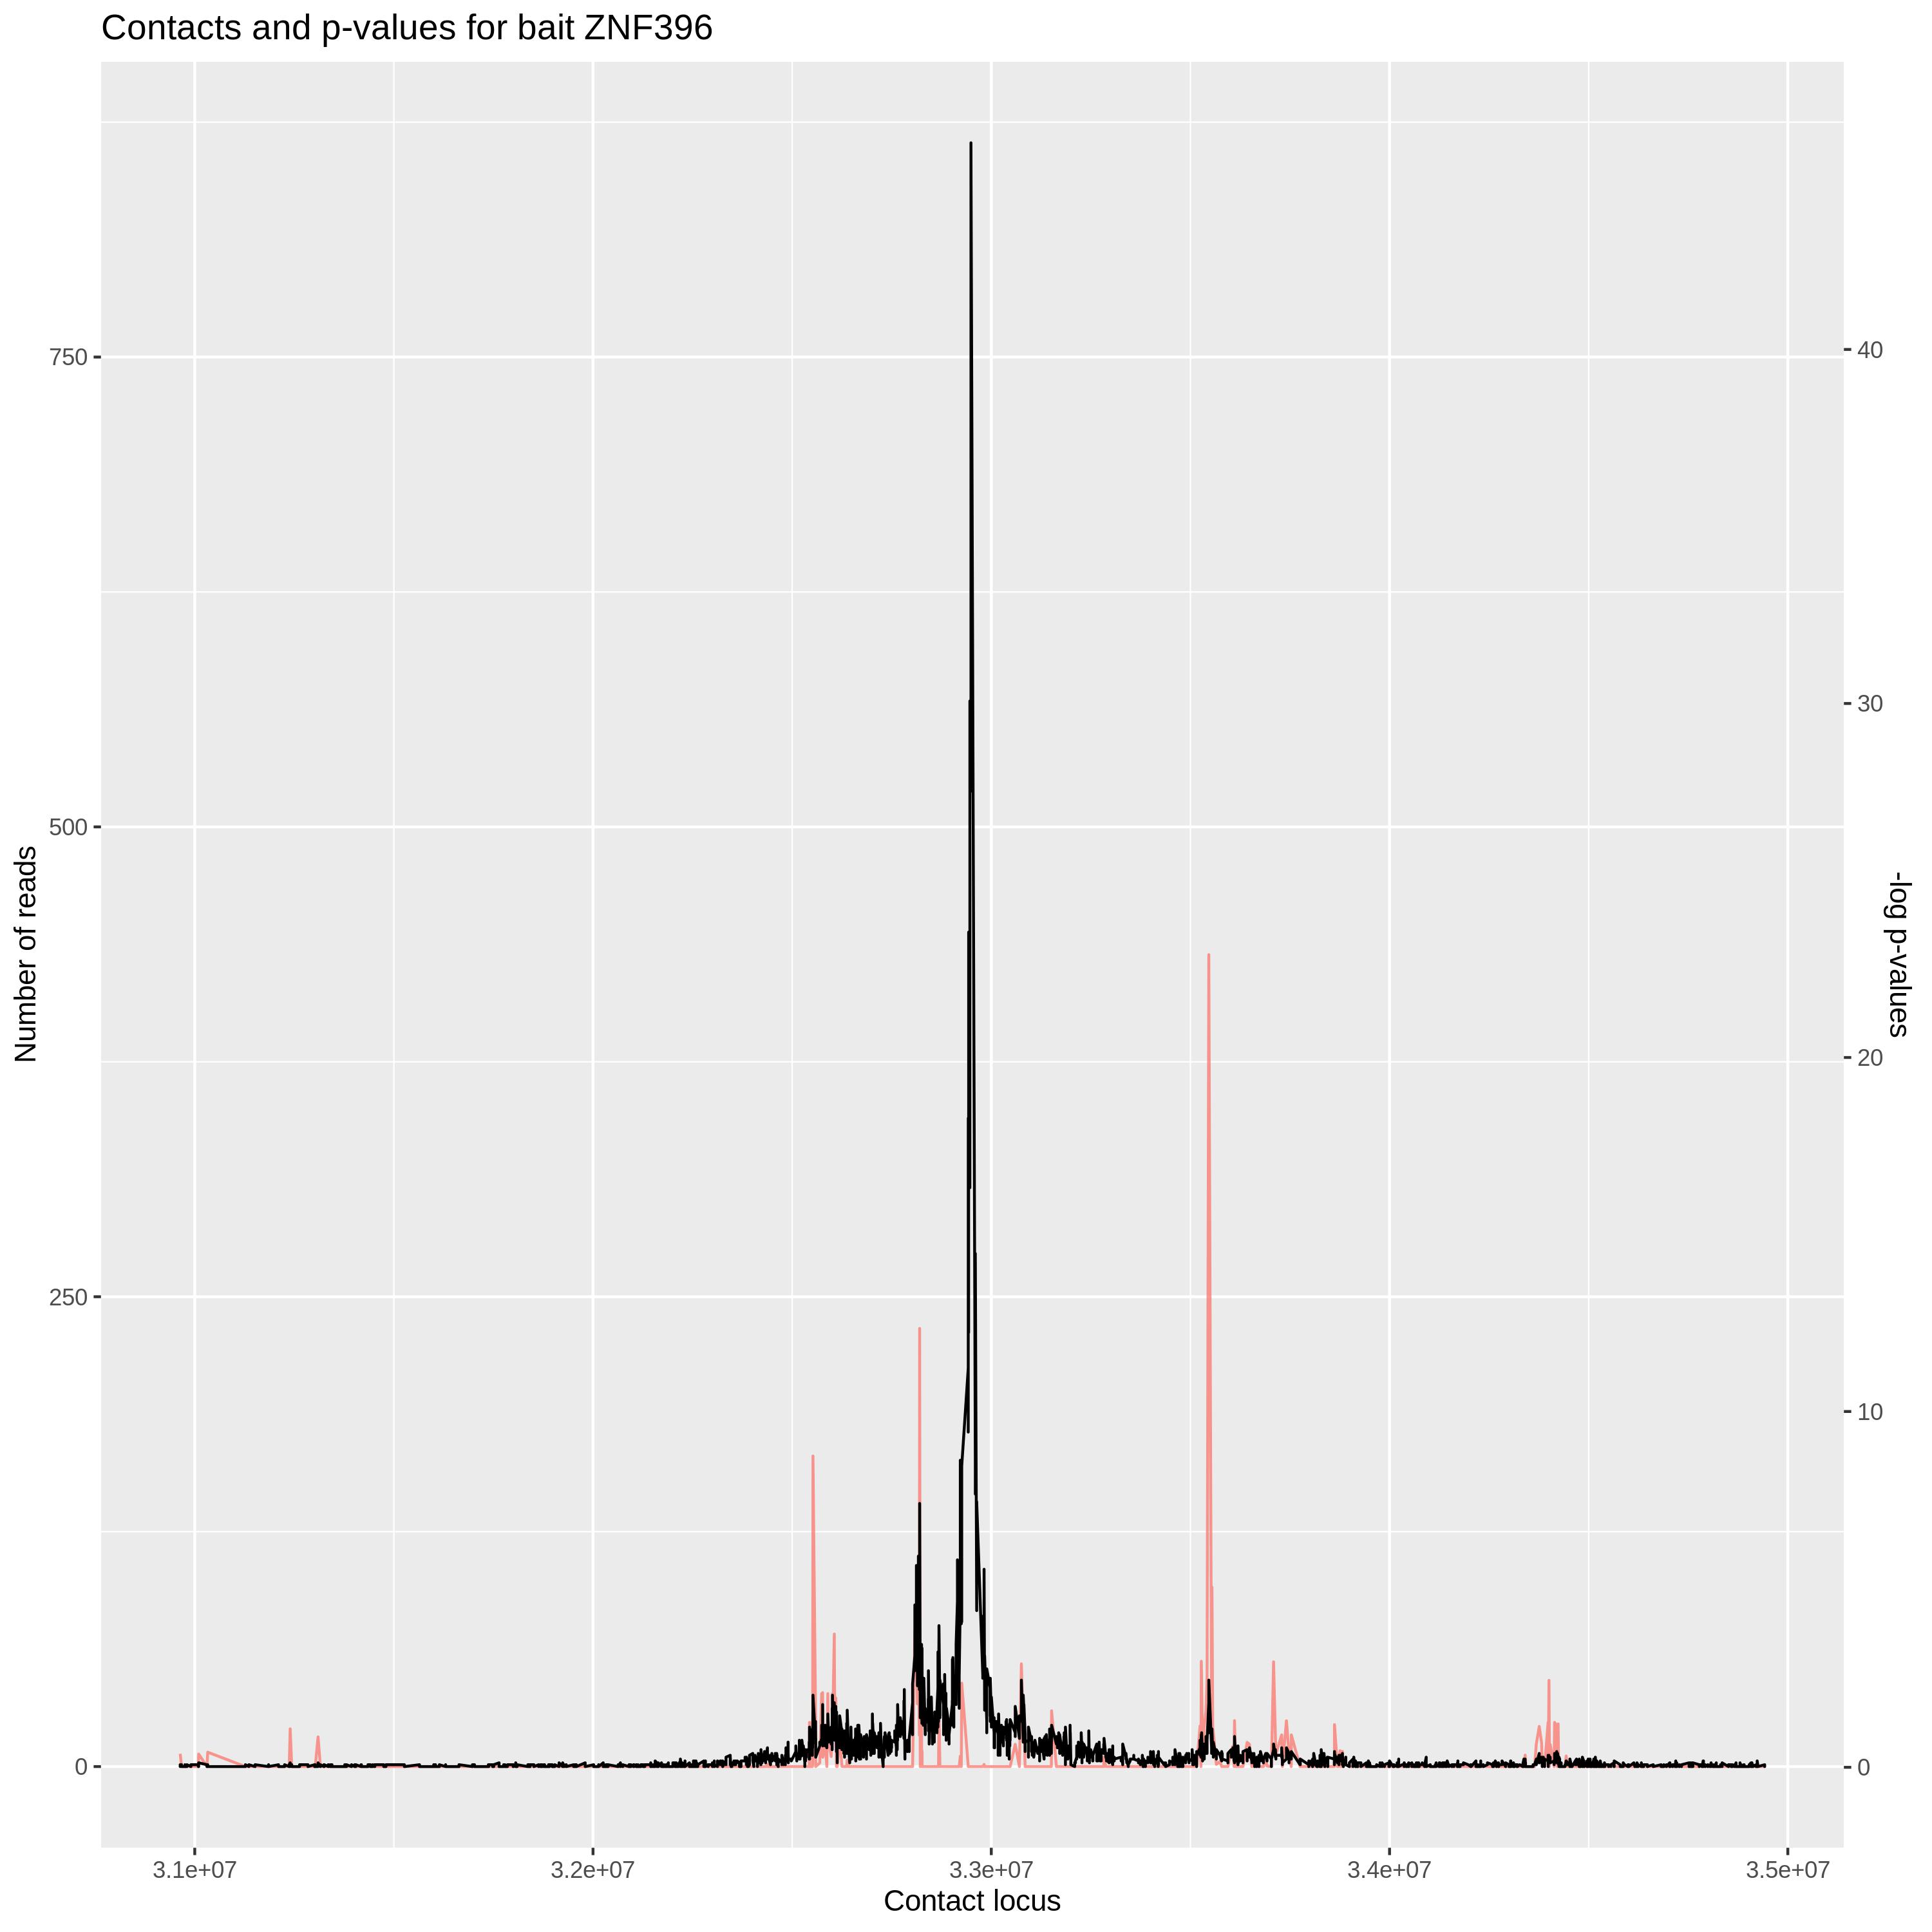 Contacts and p-values for bait ZNF396
750
500
250
0
Number of reads
40
30
20
10
0
-log p-values
3.1e+07
3.2e+07
3.3e+07
3.4e+07
3.5e+07
Contact locus